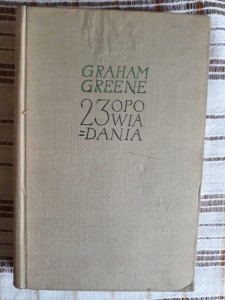 GRAHAM
GREENE
23 OPO
WIA
=DANIA